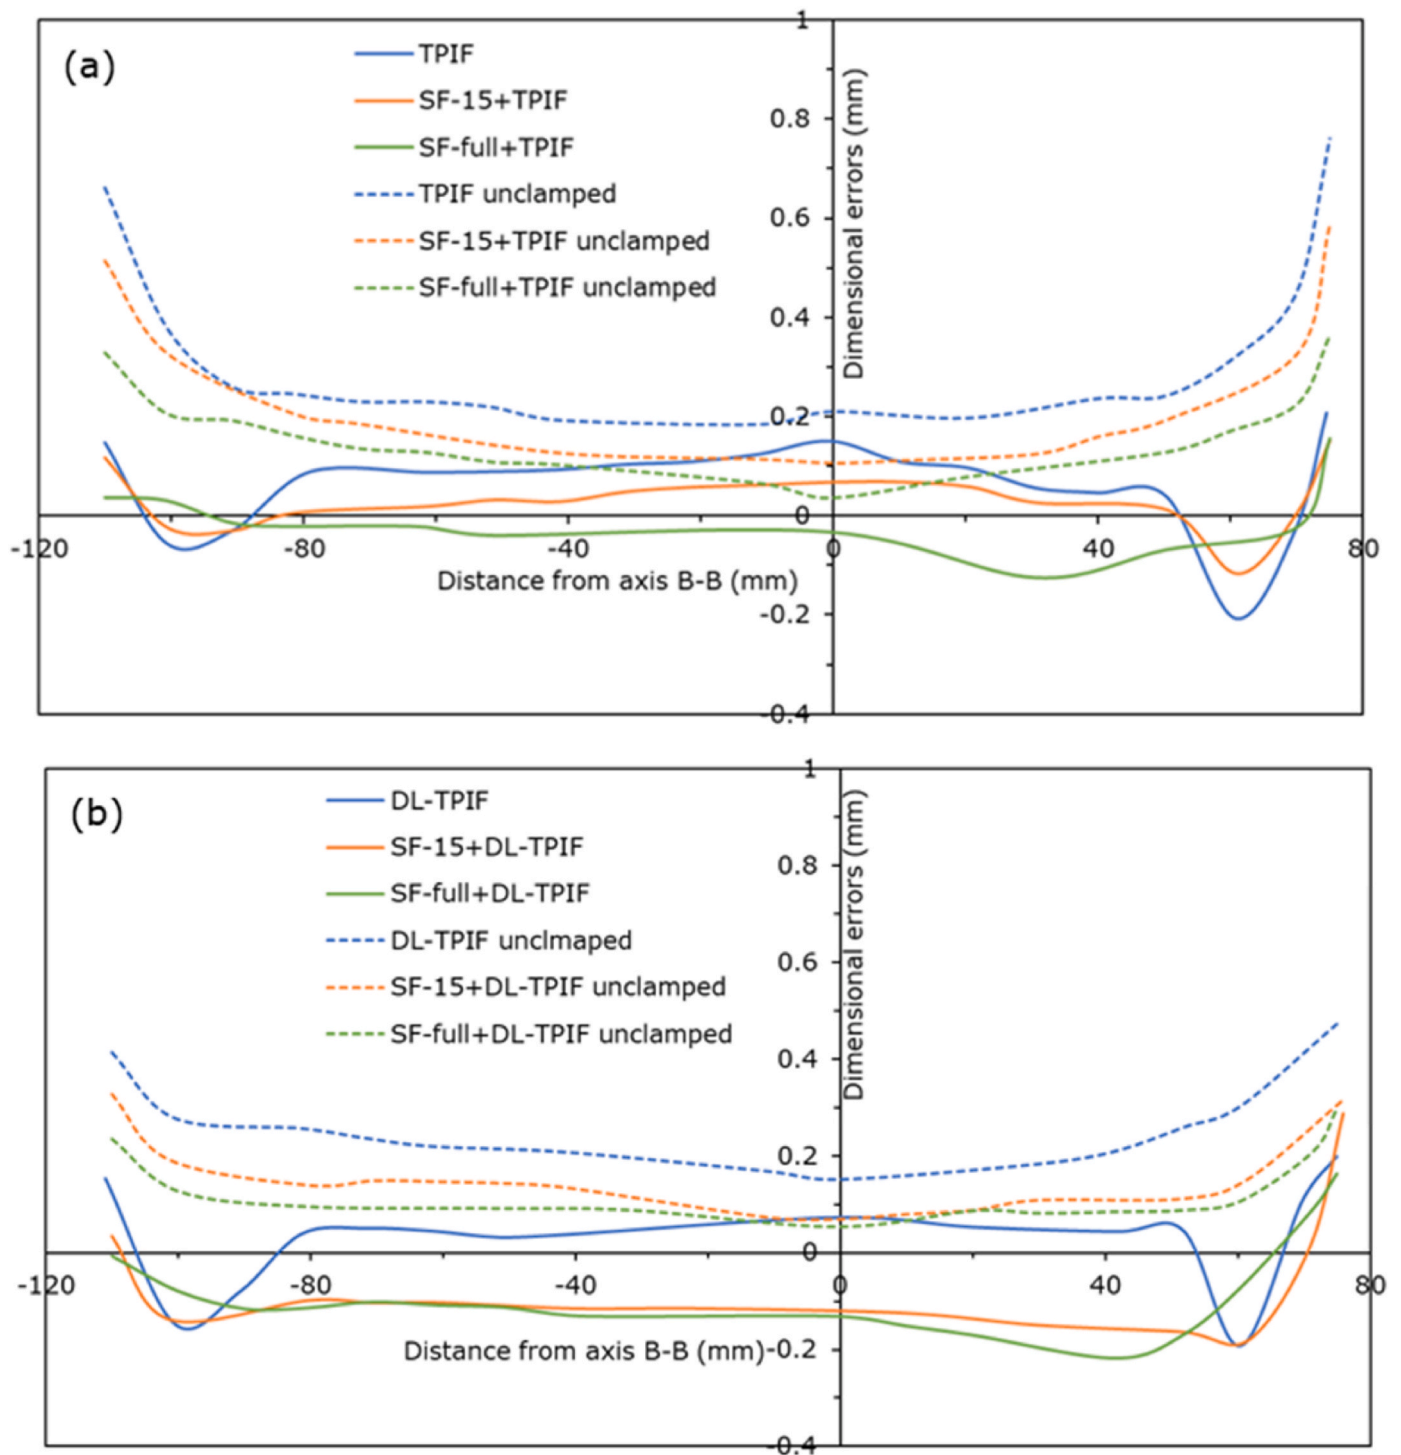 1
(a)
TPIF
SF-15+TPIF
SF-full+TPIF
TPIF unclamped
SF-15+TPIF unclamped
SF-full+TPIF unclamped
Dimensional errors (mm)
0.8
0.6
0.4
0.2
0
-120 -80 -40 0 40 80
Distance from axis B-B (mm)
-0.2
-0.4
1
(b)
DL-TPIF
SF-15+DL-TPIF
SF-full+DL-TPIF
DL-TPIF unclmaped
SF-15+DL-TPIF unclamped
SF-full+DL-TPIF unclamped
Dimensional errors (mm)
0.8
0.6
0.4
0.2
0
-120 -80 -40 0 40 80
Distance from axis B-B (mm)
-0.2
-0.4